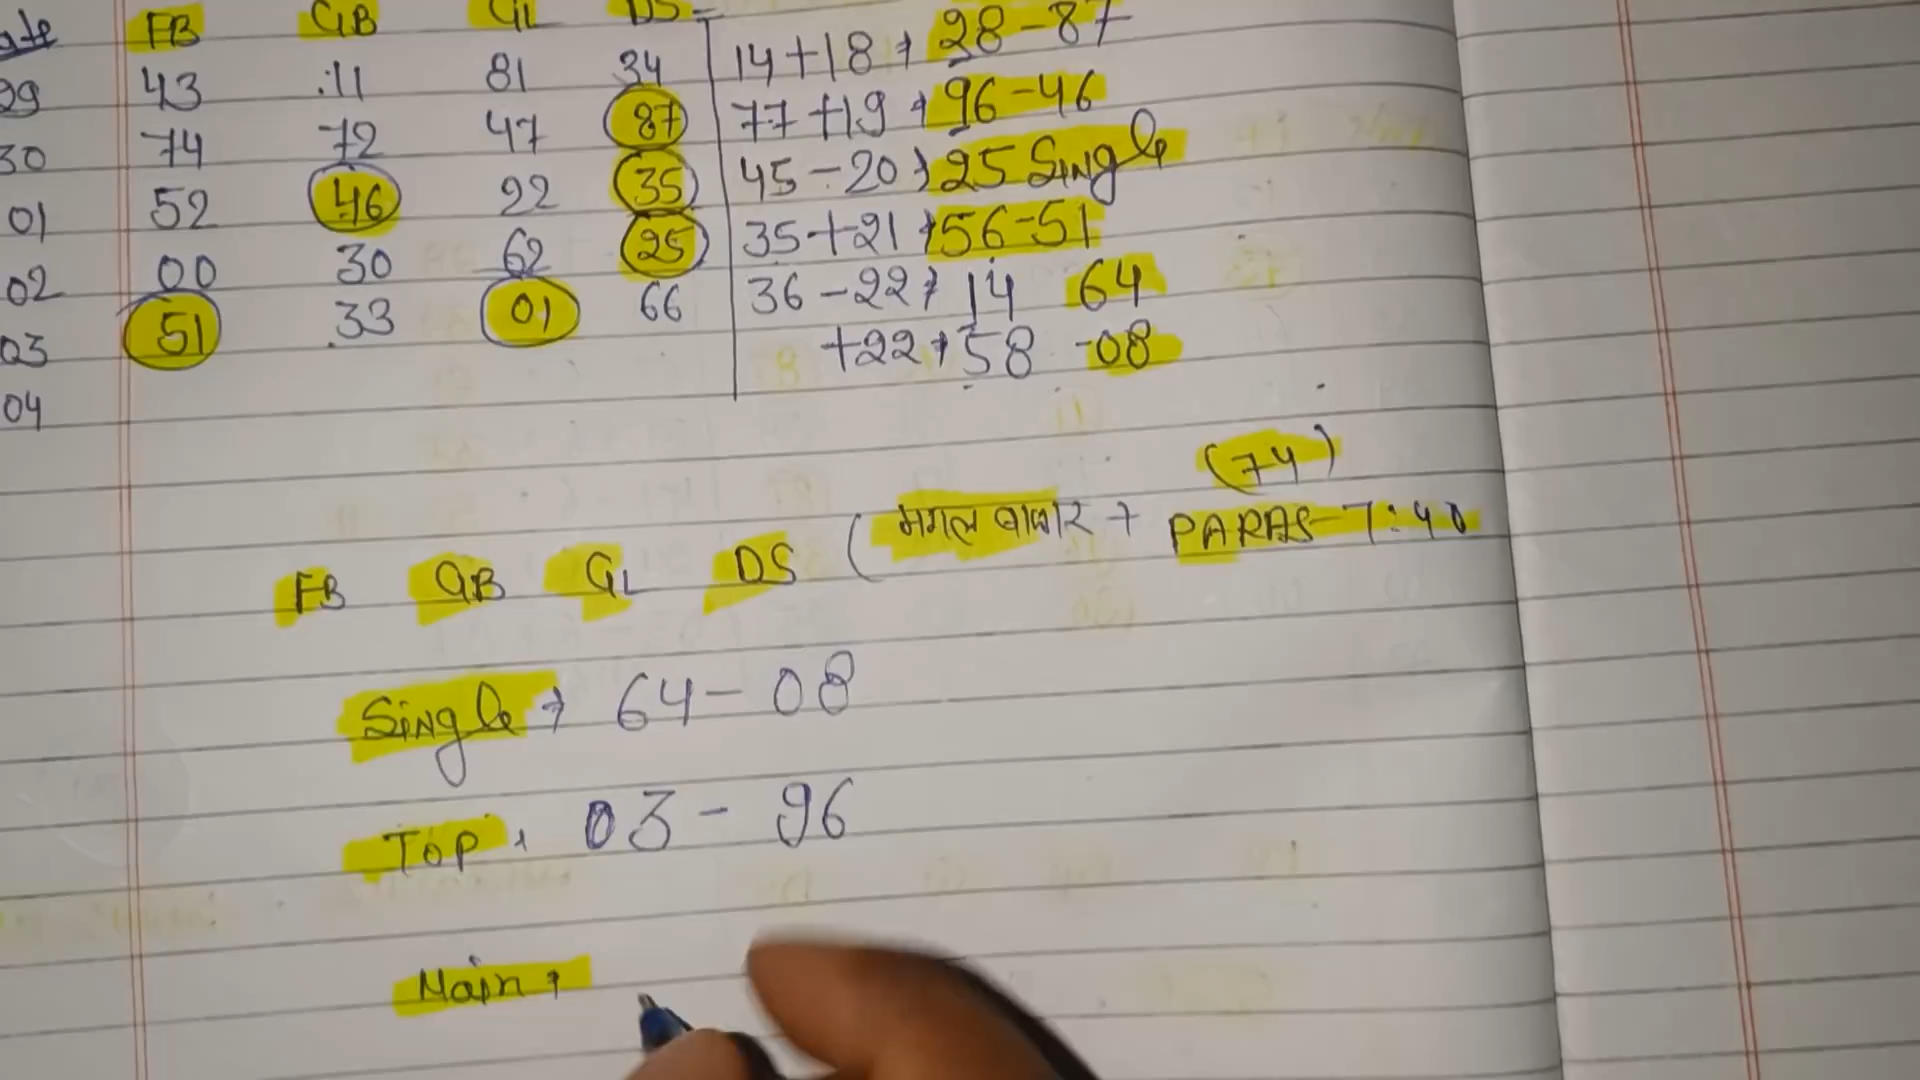 FB GB GL DS
29 43 .11 81 34 14+18 → 28-87
30 74 72 47 87 77+19 → 96-46
01 52 46 22 35 45-20 → 25 Single
02 00 30 62 25 35+21 → 56-51
03 51 .33 01 66 36-22 → 14 64
+22 → 58 -08
04
(74)
FB GB GL DS (मंगल बाजार + PARAS-7:40
Single → 64-08
TOP → 03-96
Main →